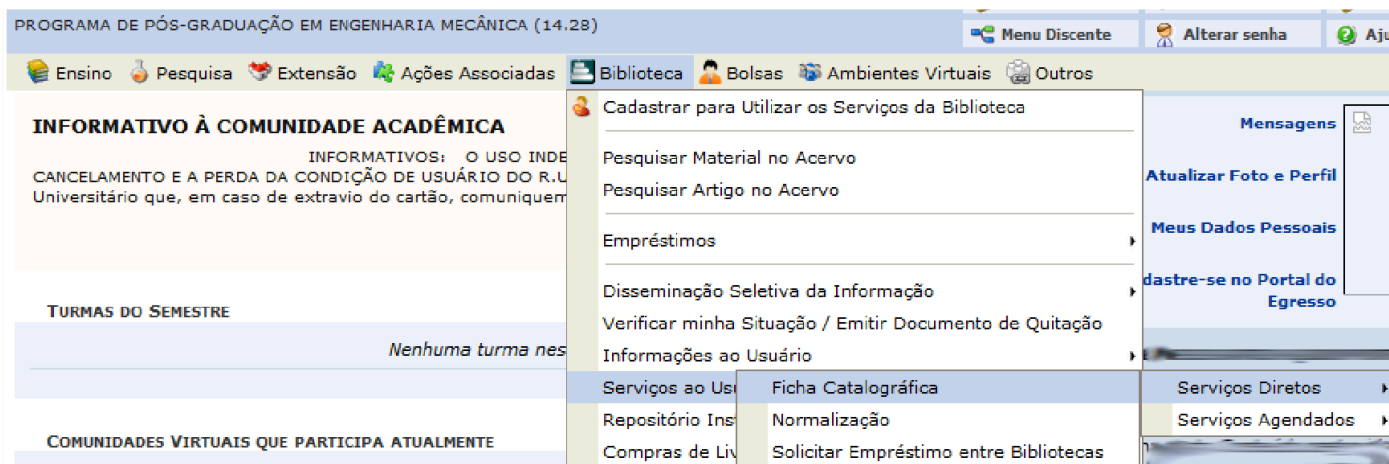 PROGRAMA DE PÓS-GRADUAÇÃO EM ENGENHARIA MECÂNICA (14.28)
Menu Discente
Alterar senha
Aju
Ensino Pesquisa Extensão Ações Associadas Biblioteca Bolsas Ambientes Virtuais Outros
INFORMATIVO À COMUNIDADE ACADÊMICA
INFORMATIVOS: O USO INDE
CANCELAMENTO E A PERDA DA CONDIÇÃO DE USUÁRIO DO R.U
Universitário que, em caso de extravio do cartão, comuniquem
TURMAS DO SEMESTRE
Nenhuma turma nes
COMUNIDADES VIRTUAIS QUE PARTICIPA ATUALMENTE
Cadastrar para Utilizar os Serviços da Biblioteca
Pesquisar Material no Acervo
Pesquisar Artigo no Acervo
Empréstimos
Disseminação Seletiva da Informação
Verificar minha Situação / Emitir Documento de Quitação
Informações ao Usuário
Serviços ao Usu
Repositório Ins
Compras de Liv
Ficha Catalográfica
Normalização
Solicitar Empréstimo entre Bibliotecas
Serviços Diretos
Serviços Agendados
Mensagens
Atualizar Foto e Perfil
Meus Dados Pessoais
dastre-se no Portal do
Egresso